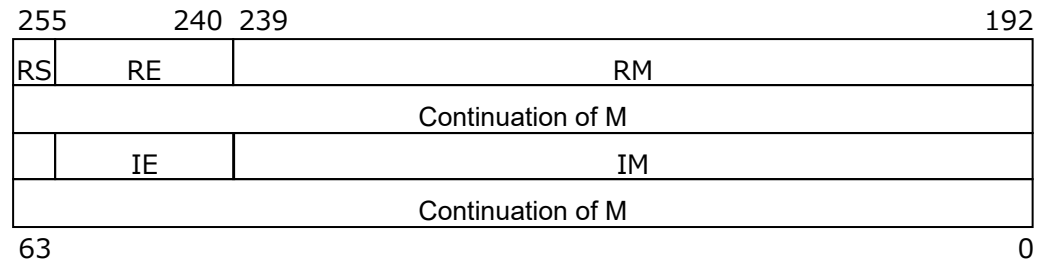 255 240 239 192
RS RE RM
Continuation of M
IE IM
Continuation of M
63 0